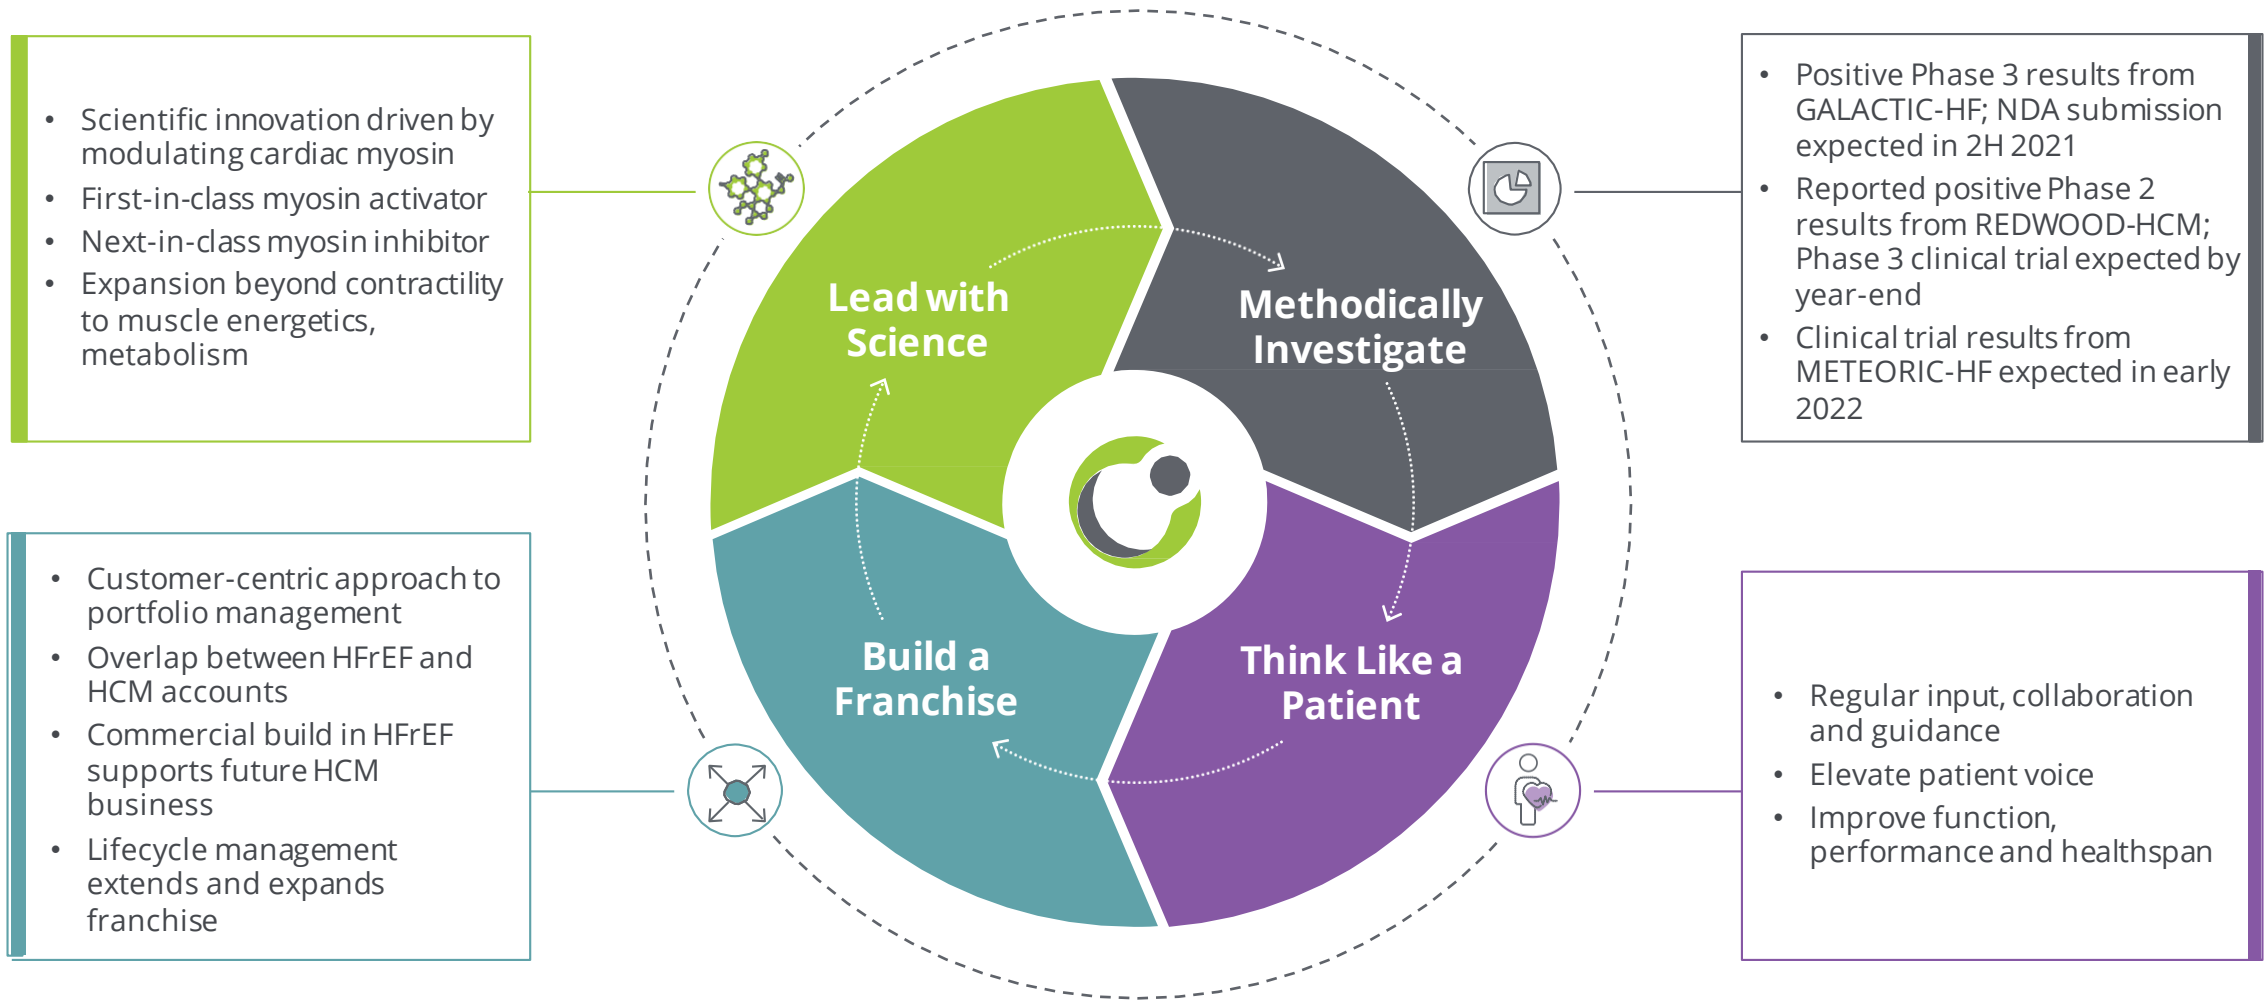 • Scientific innovation driven by
modulating cardiac myosin
• First-in-class myosin activator
• Next-in-class myosin inhibitor
• Expansion beyond contractility
to muscle energetics,
metabolism
Lead with
Science
Methodically
Investigate
• Positive Phase 3 results from
GALACTIC-HF; NDA submission
expected in 2H 2021
• Reported positive Phase 2
results from REDWOOD-HCM;
Phase 3 clinical trial expected by
year-end
• Clinical trial results from
METEORIC-HF expected in early
2022
• Customer-centric approach to
portfolio management
• Overlap between HFrEF and
HCM accounts
• Commercial build in HFrEF
supports future HCM
business
• Lifecycle management
extends and expands
franchise
Build a
Franchise
Think Like a
Patient
• Regular input, collaboration
and guidance
• Elevate patient voice
• Improve function,
performance and healthspan